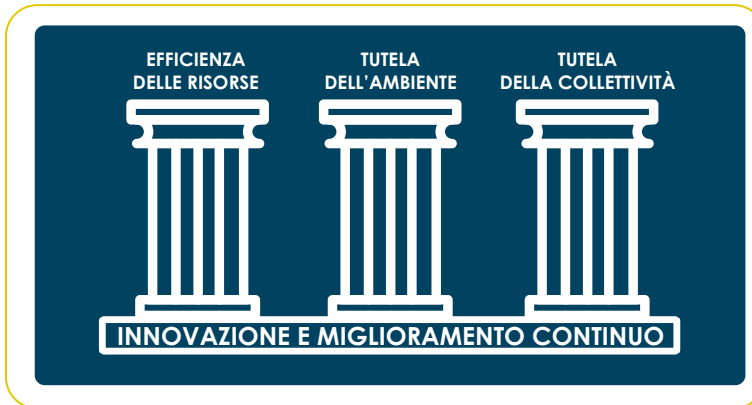 EFFICIENZA
DELLE RISORSE
TUTELA
DELL'AMBIENTE
TUTELA
DELLA COLLETTIVITÀ
INNOVAZIONE E MIGLIORAMENTO CONTINUO